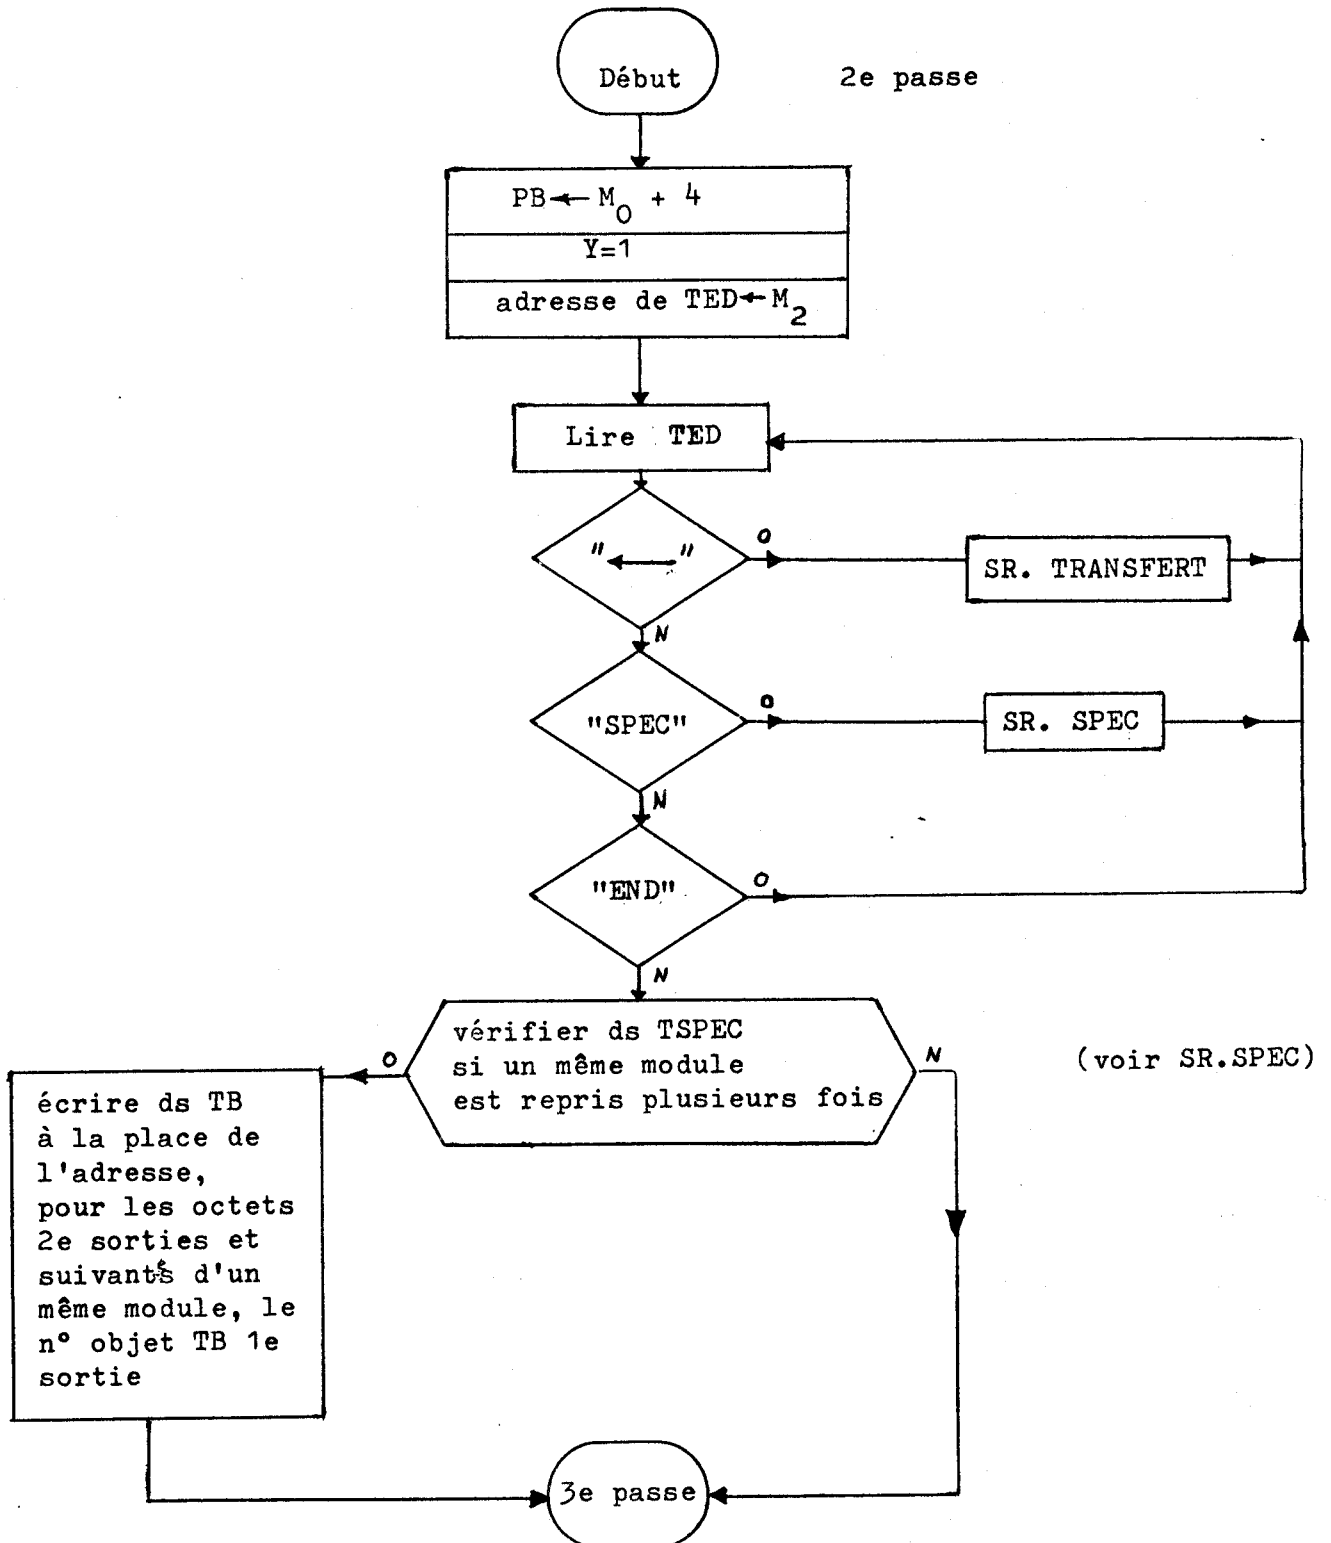 Début
2e passe
PB← M0 + 4
Y=1
adresse de TED←M2
Lire TED
"←"
O
SR. TRANSFERT
N
"SPEC"
O
SR. SPEC
N
"END"
O
N
vérifier ds TSPEC
si un même module
est repris plusieurs fois
O
N
(voir SR.SPEC)
écrire ds TB
à la place de
l'adresse,
pour les octets
2e sorties et
suivantés d'un
même module, le
n° objet TB 1e
sortie
3e passe